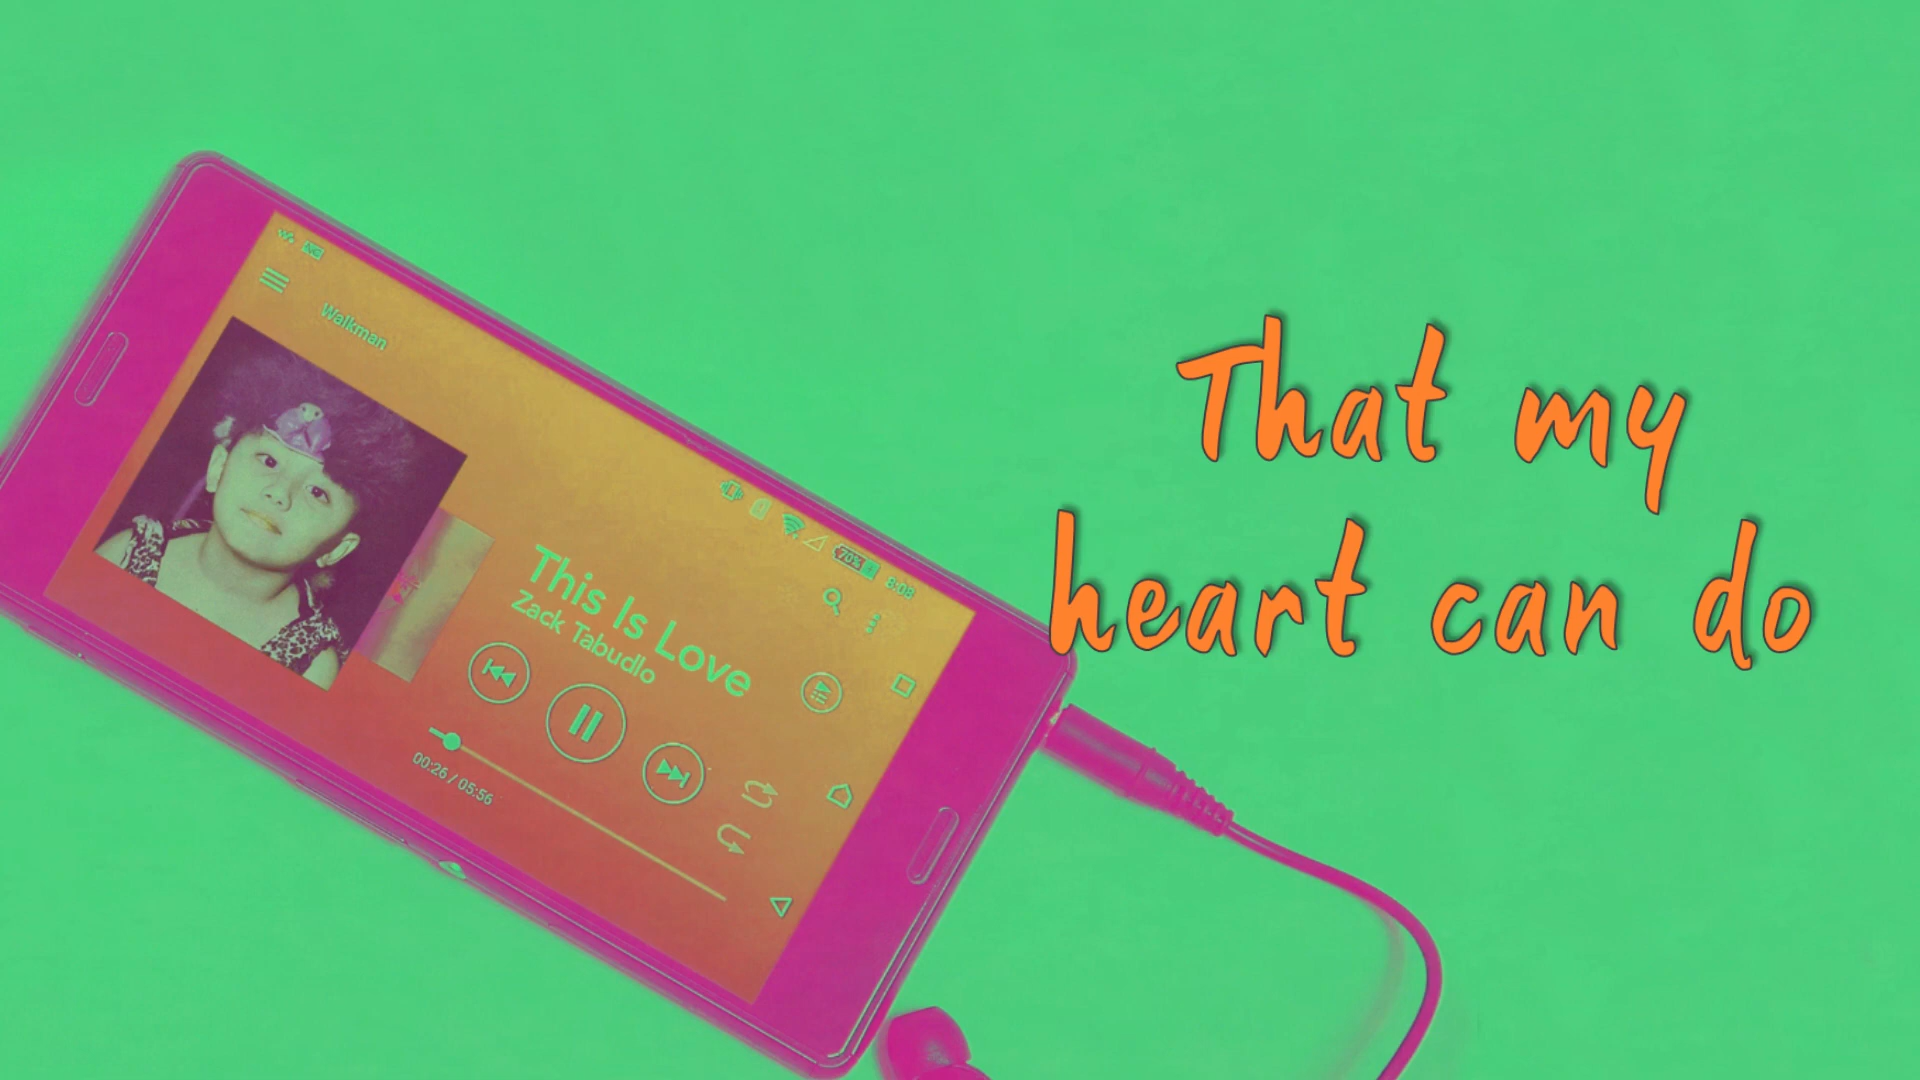 Walkman
70%
8:08
This Is Love
Zack Tabudlo
00:26 / 05:56
That my
heart can do